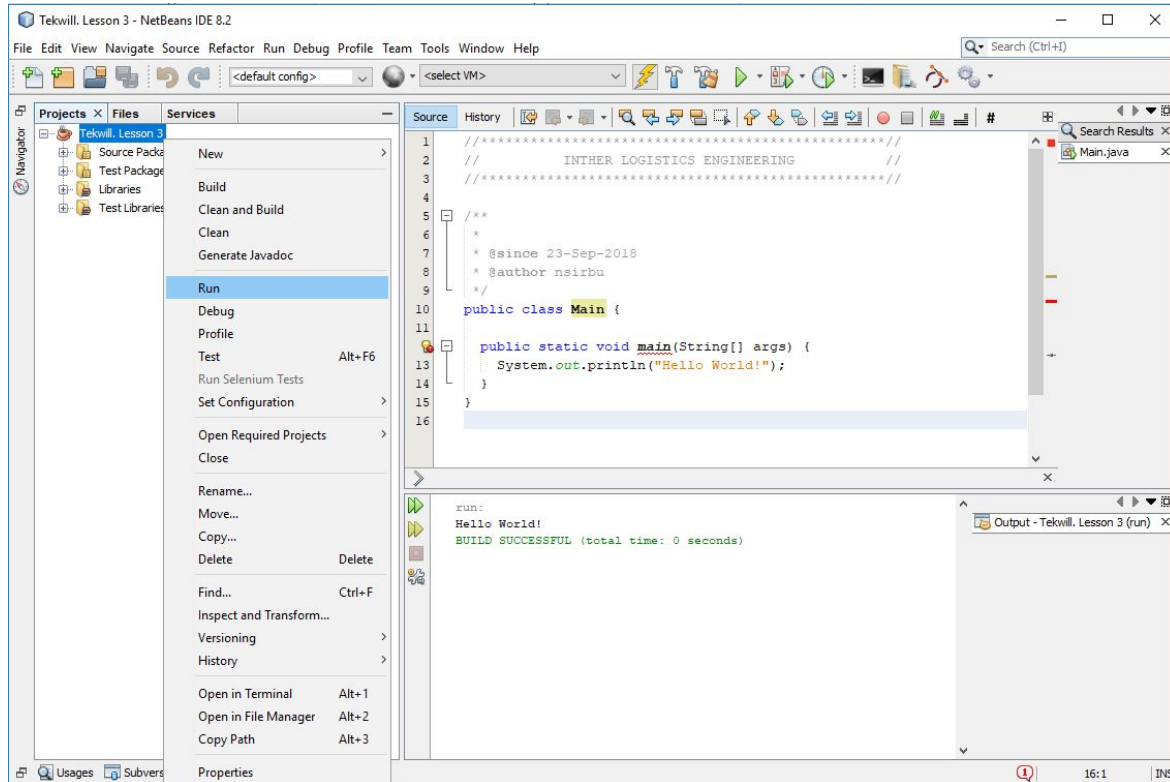 Tekwill. Lesson 3 - NetBeans IDE 8.2
File Edit View Navigate Source Refactor Run Debug Profile Team Tools Window Help
Search (Ctrl+I)
<default config>
<select VM>
Projects Files Services
Navigator
Tekwill. Lesson 3
Source Packa
Test Package
Libraries
Test Libraries
New
Build
Clean and Build
Clean
Generate Javadoc
Run
Debug
Profile
Test Alt+F6
Run Selenium Tests
Set Configuration
Open Required Projects
Close
Rename...
Move...
Copy...
Delete Delete
Find... Ctrl+F
Inspect and Transform...
Versioning
History
Open in Terminal Alt+1
Open in File Manager Alt+2
Copy Path Alt+3
Properties
Source History
1 //************************************************//
2 // INTHER LOGISTICS ENGINEERING //
3 //************************************************//
4
5 /**
6 *
7 * @since 23-Sep-2018
8 * @author nsirbu
9 */
10 public class Main {
11
public static void main(String[] args) {
13 System.out.println("Hello World!");
14 }
15 }
16
Search Results
Main.java
run:
Hello World!
BUILD SUCCESSFUL (total time: 0 seconds)
Output - Tekwill. Lesson 3 (run)
Usages Subvers
1 16:1 INS